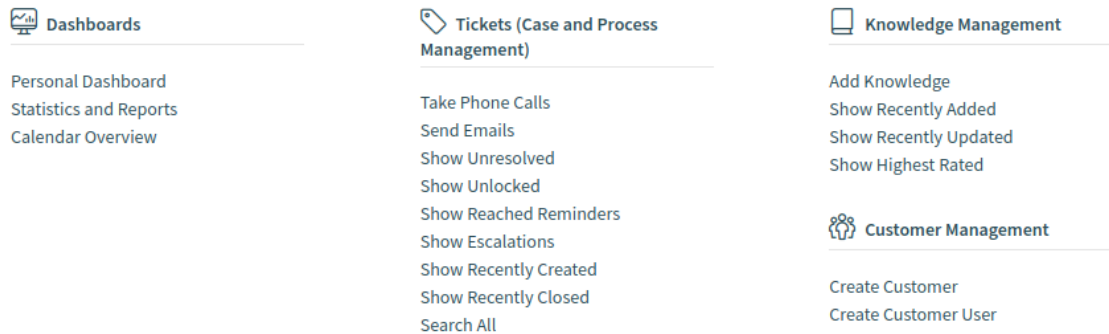 Dashboards
Personal Dashboard
Statistics and Reports
Calendar Overview
Tickets (Case and Process
Management)
Take Phone Calls
Send Emails
Show Unresolved
Show Unlocked
Show Reached Reminders
Show Escalations
Show Recently Created
Show Recently Closed
Search All
Knowledge Management
Add Knowledge
Show Recently Added
Show Recently Updated
Show Highest Rated
Customer Management
Create Customer
Create Customer User